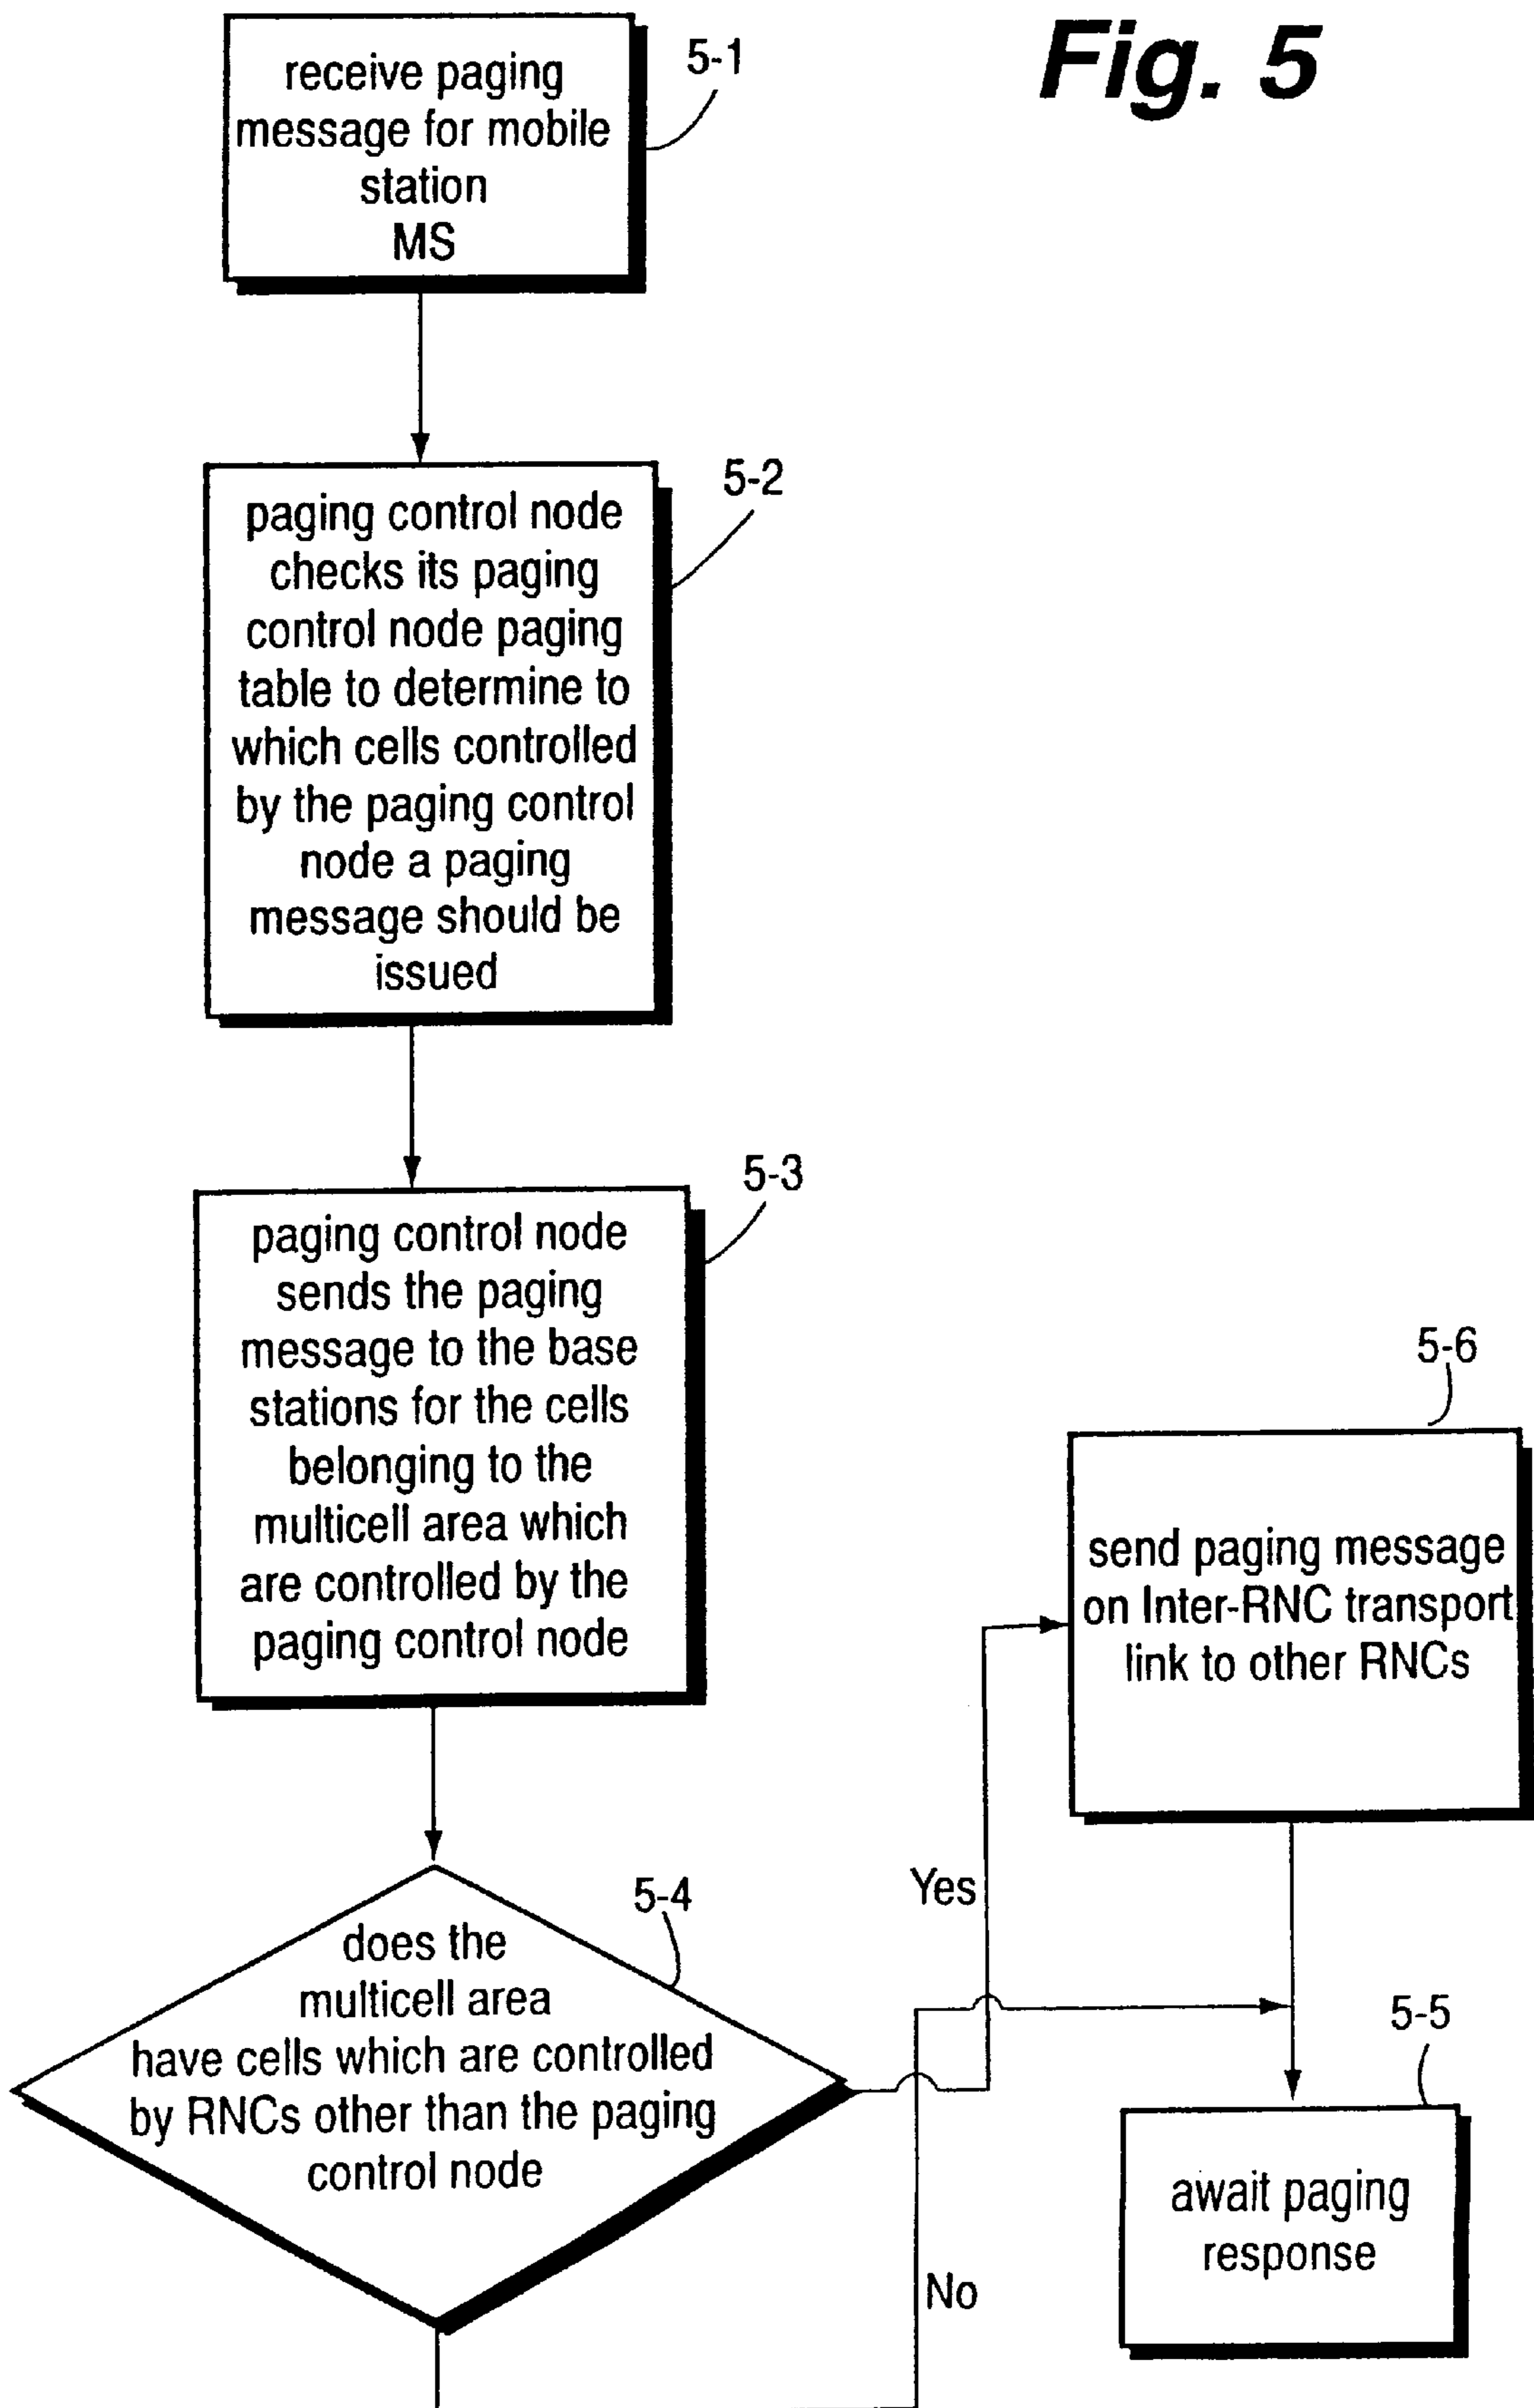 Fig. 5
receive paging
message for mobile
station
MS
5-1
paging control node
checks its paging
control node paging
table to determine to
which cells controlled
by the paging control
node a paging
message should be
issued
5-2
paging control node
sends the paging
message to the base
stations for the cells
belonging to the
multicell area which
are controlled by the
paging control node
5-3
does the
multicell area
have cells which are controlled
by RNCs other than the paging
control node
5-4
Yes
No
5-6
send paging message
on Inter-RNC transport
link to other RNCs
5-5
await paging
response